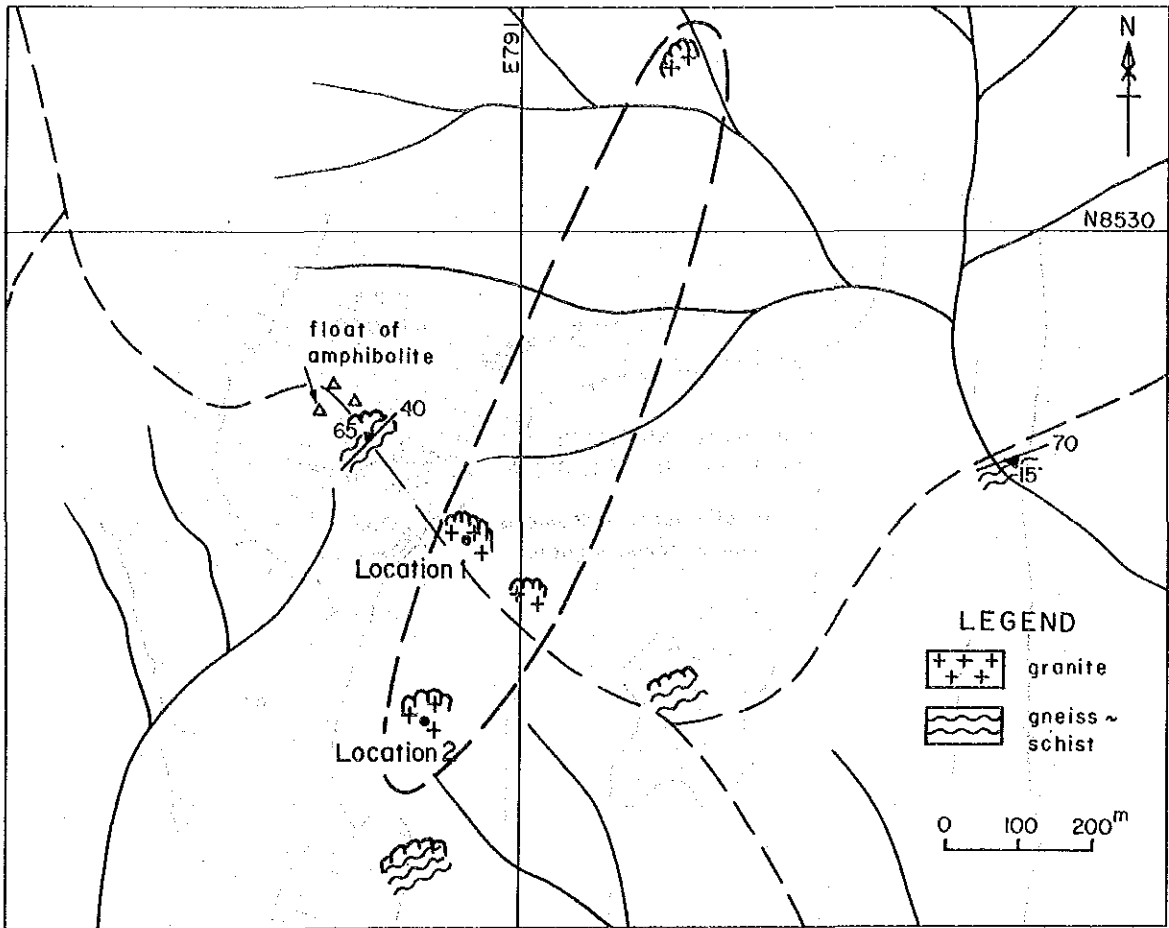 E791
N
N8530
float of
amphibolite
40
65
70
15
Location 1
Location 2
LEGEND
granite
gneiss ~
schist
0 100 200m